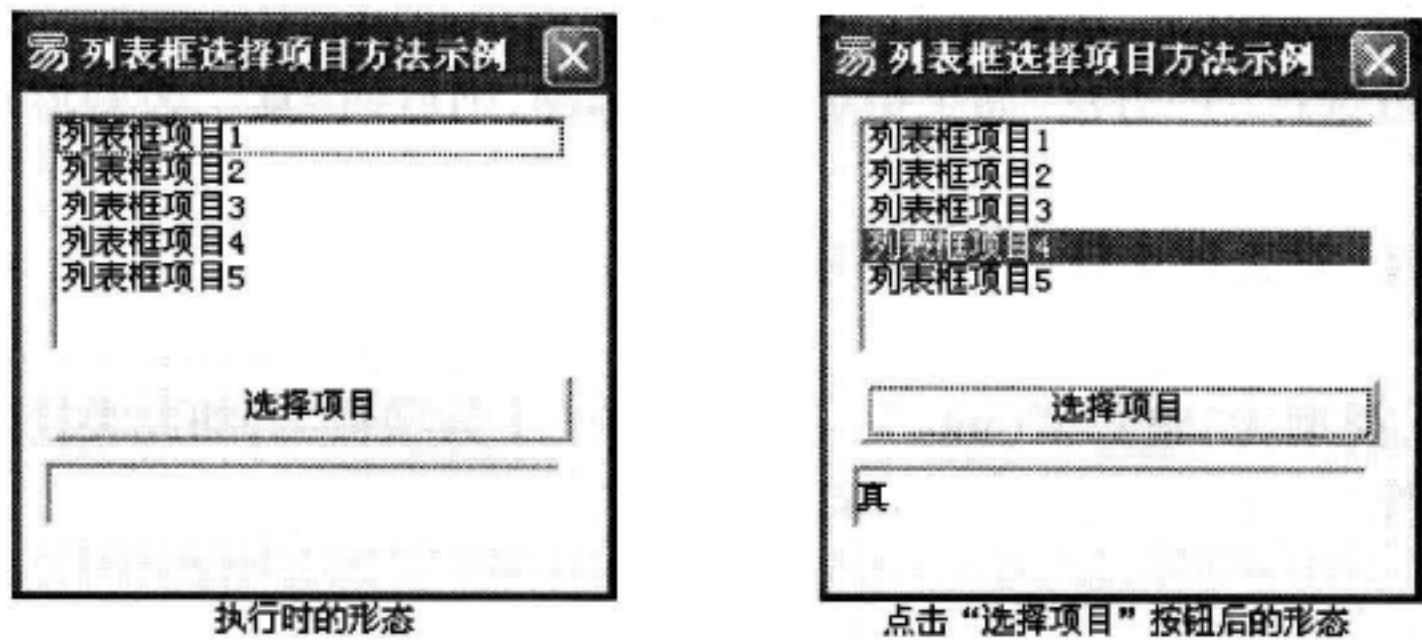 易 列表框选择项目方法示例
列表框项目1
列表框项目2
列表框项目3
列表框项目4
列表框项目5
选择项目
执行时的形态
易 列表框选择项目方法示例
列表框项目1
列表框项目2
列表框项目3
列表框项目4
列表框项目5
选择项目
真
点击“选择项目”按钮后的形态